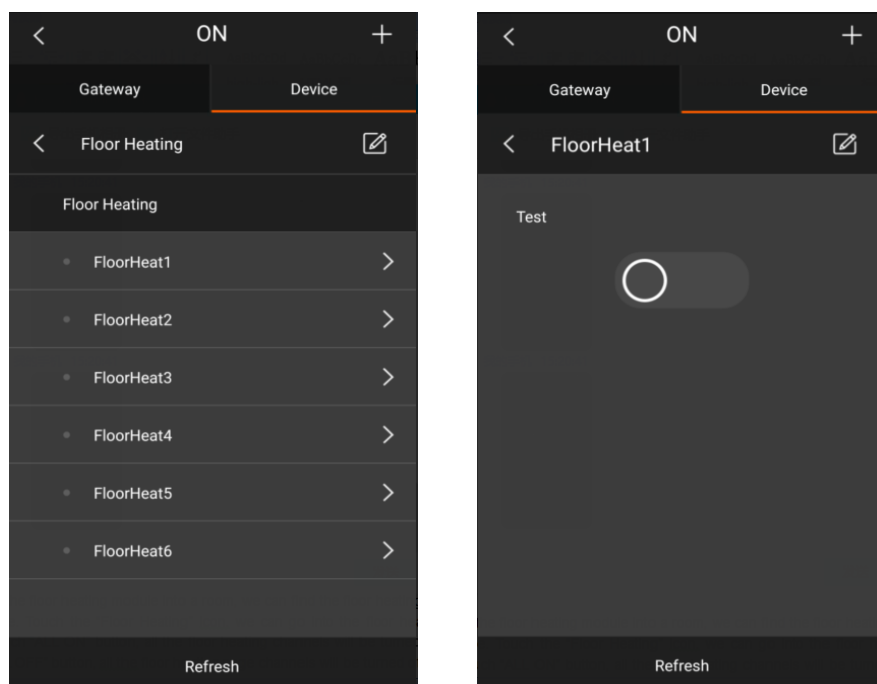 ON
Gateway Device
Floor Heating
Floor Heating
FloorHeat1
FloorHeat2
FloorHeat3
FloorHeat4
FloorHeat5
FloorHeat6
Refresh
ON
Gateway Device
FloorHeat1
Test
Refresh